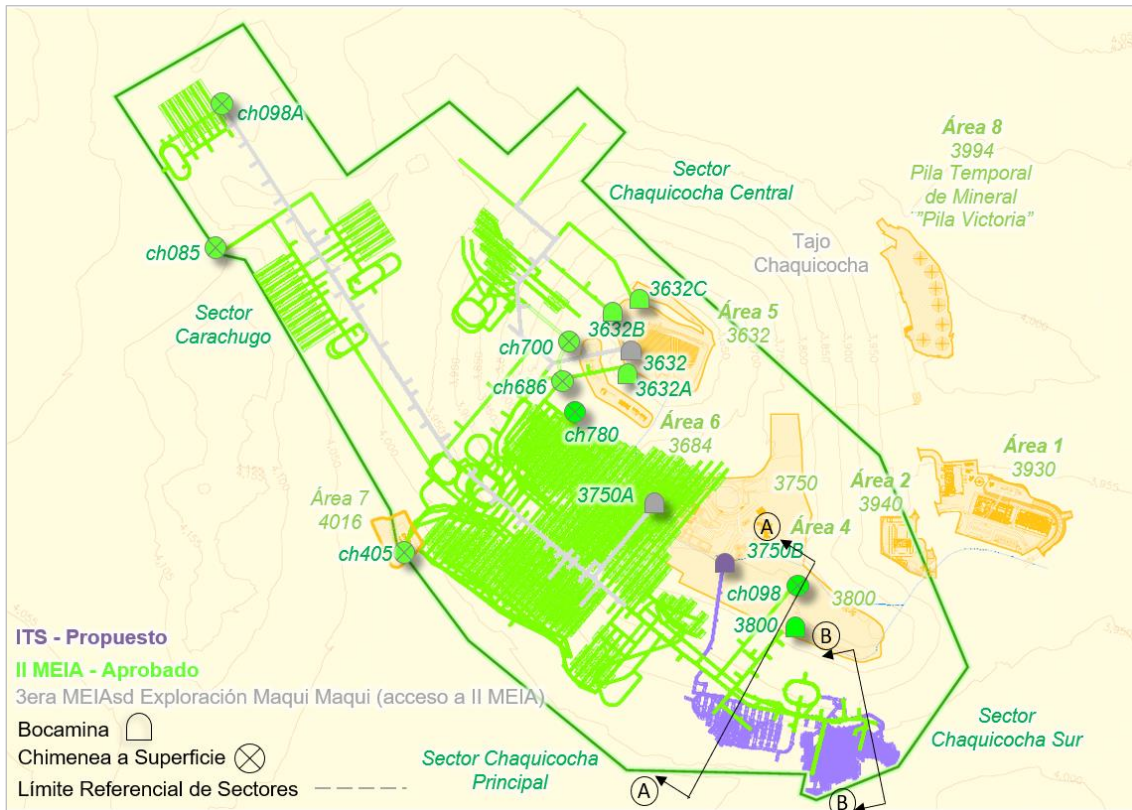 ch098A
Sector
Chaquicocha Central
Área 8
3994
Pila Temporal
de Mineral
"Pila Victoria"
Tajo
Chaquicocha
ch085
Sector
Carachugo
3632C
3632B
Área 5
3632
ch700
3632
ch686
3632A
ch780
Área 6
3684
Área 1
3930
Área 2
3940
3750
3750A
Área 7
4016
Área 4
A
3750B
ch405
ch098
3800
3800
B
ITS - Propuesto
II MEIA - Aprobado
3era MEIAsd Exploración Maqui Maqui (acceso a II MEIA)
Bocamina
Chimenea a Superficie
Límite Referencial de Sectores
Sector Chaquicocha
Principal
Sector
Chaquicocha Sur
A
B